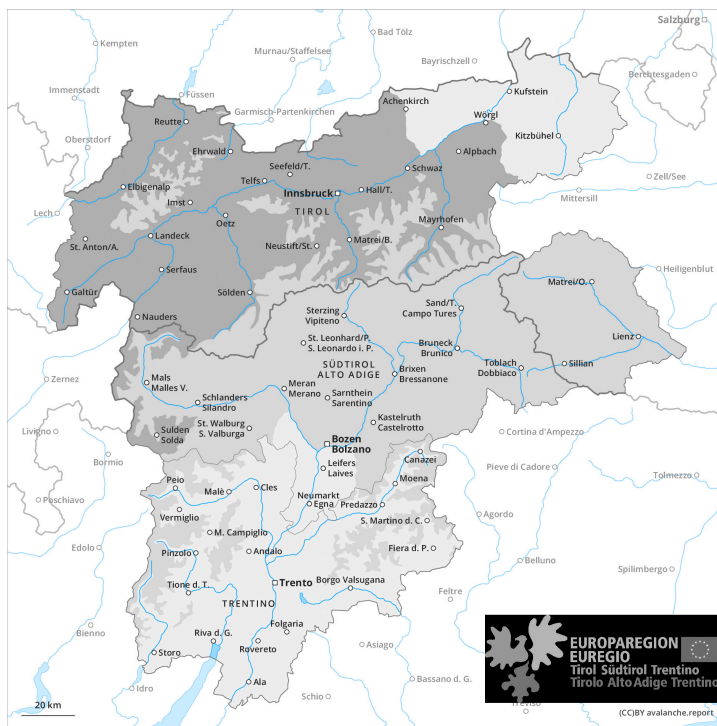 Salzburg
Kempten
Bad Tölz
Murnau/Staffelsee
Bayrischzell
Berchtesgaden
Immenstadt
Füssen
Garmisch-Partenkirchen
Achenkirch
Kufstein
Reutte
Wörgl
Kitzbühel
Oberstdorf
Ehrwald
Seefeld/T.
Alpbach
Telfs
Schwaz
Zell/See
Elbigenalp
Innsbruck
Hall/T.
Mittersill
Imst
TIROL
Lech
Oetz
Mayrhofen
St. Anton/A.
Landeck
Neustift/St.
Matrei/B.
Serfaus
Heiligenblut
Galtür
Sölden
Matrei/O.
Nauders
Sterzing
Vipiteno
Sand/T.
Campo Tures
Lienz
St. Leonhard/P.
S. Leonardo i. P.
Bruneck
Brunico
Sillian
SÜDTIROL
ALTO ADIGE
Brixen
Bressanone
Toblach
Dobbiaco
Zernez
Mals
Malles V.
Meran
Merano
Schlanders
Silandro
Sarnthein
Sarentino
Kastelruth
Castelrotto
Livigno
Sulden
Solda
St. Walburg
S. Valburga
Bozen
Bolzano
Cortina d'Ampezzo
Bormio
Leifers
Laives
Canazei
Pieve di Cadore
Tolmezzo
Poschiavo
Peio
Malè
Cles
Neumarkt
Egna
Predazzo
Moena
Vermiglio
S. Martino d. C.
Agordo
M. Campiglio
Edolo
Pinzolo
Andalo
Fiera d. P.
Belluno
Spilimbergo
Tione d. T.
Trento
Borgo Valsugana
Feltre
TRENTINO
Folgaria
Bienno
Riva d. G.
Rovereto
Asiago
Storo
Ala
Bassano d. G.
Idro
Schio
Treviso
EUROPAREGION
EUREGIO
Tirol Südtirol Trentino
Tirolo Alto Adige Trentino
20 km
(CC)BY avalanche.report